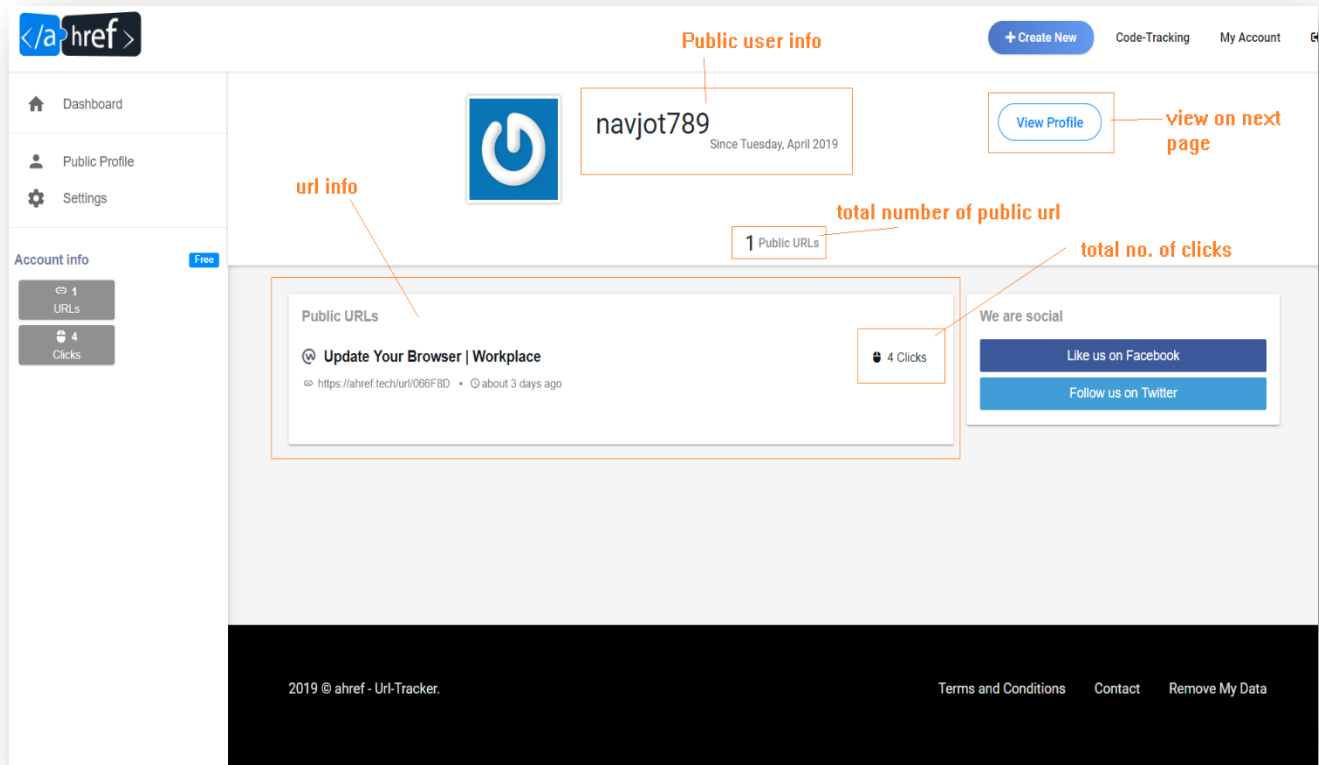 </a href >
Public user info
+ Create New Code-Tracking My Account
Dashboard
Public Profile
Settings
Account info Free
1
URLs
4
Clicks
navjot789
Since Tuesday, April 2019
View Profile
view on next
page
url info
total number of public url
1 Public URLs
total no. of clicks
Public URLs
Update Your Browser | Workplace
https://ahref.tech/url/066F8D • about 3 days ago
4 Clicks
We are social
Like us on Facebook
Follow us on Twitter
2019 © ahref - Url-Tracker.
Terms and Conditions Contact Remove My Data